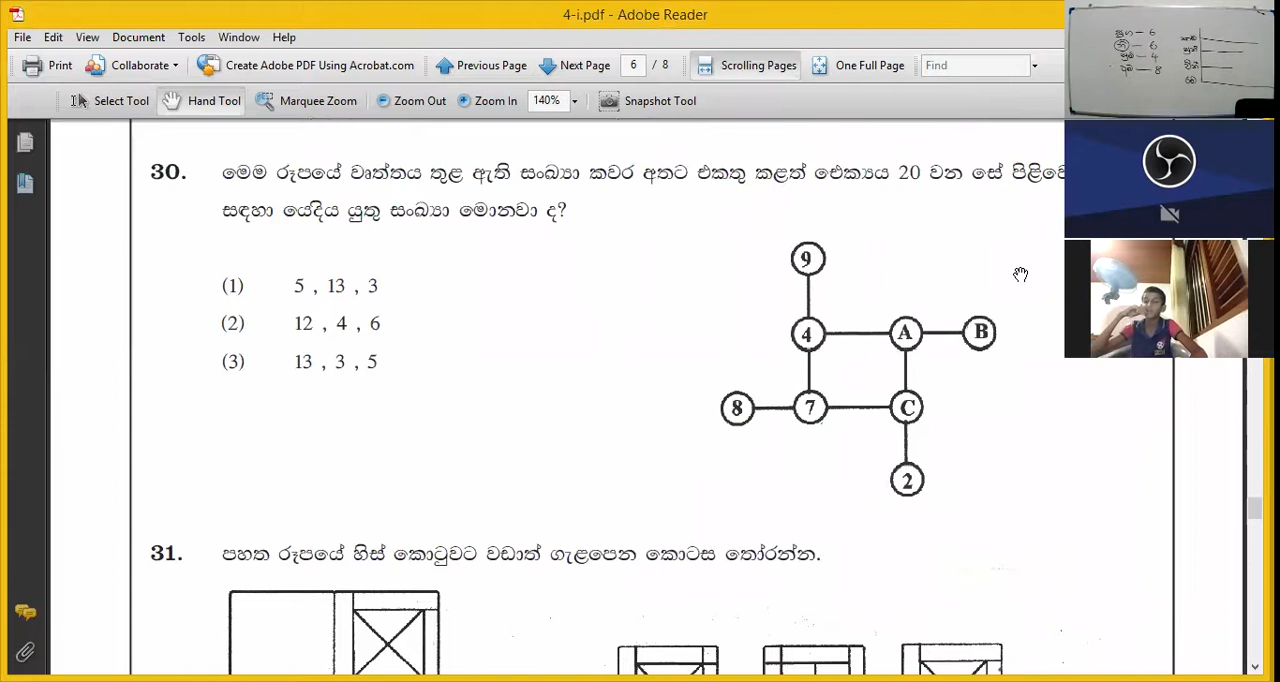 4-i.pdf - Adobe Reader
File Edit View Document Tools Window Help
Print Collaborate Create Adobe PDF Using Acrobat.com Previous Page Next Page 6 / 8 Scrolling Pages One Full Page Find
Select Tool Hand Tool Marquee Zoom Zoom Out Zoom In 140% Snapshot Tool
30. මෙම රූපයේ වෘත්තය තුළ ඇති සංඛ්‍යා කවර අතට එකතු කළත් ඓක්‍යය 20 වන සේ
සඳහා යෙදිය යුතු සංඛ්‍යා මොනවා ද?
(1) 5 , 13 , 3
(2) 12 , 4 , 6
(3) 13 , 3 , 5
9
4 A B
8 7 C
2
31. පහත රූපයේ හිස් කොටුවට වඩාත් ගැළපෙන කොටස තෝරන්න.